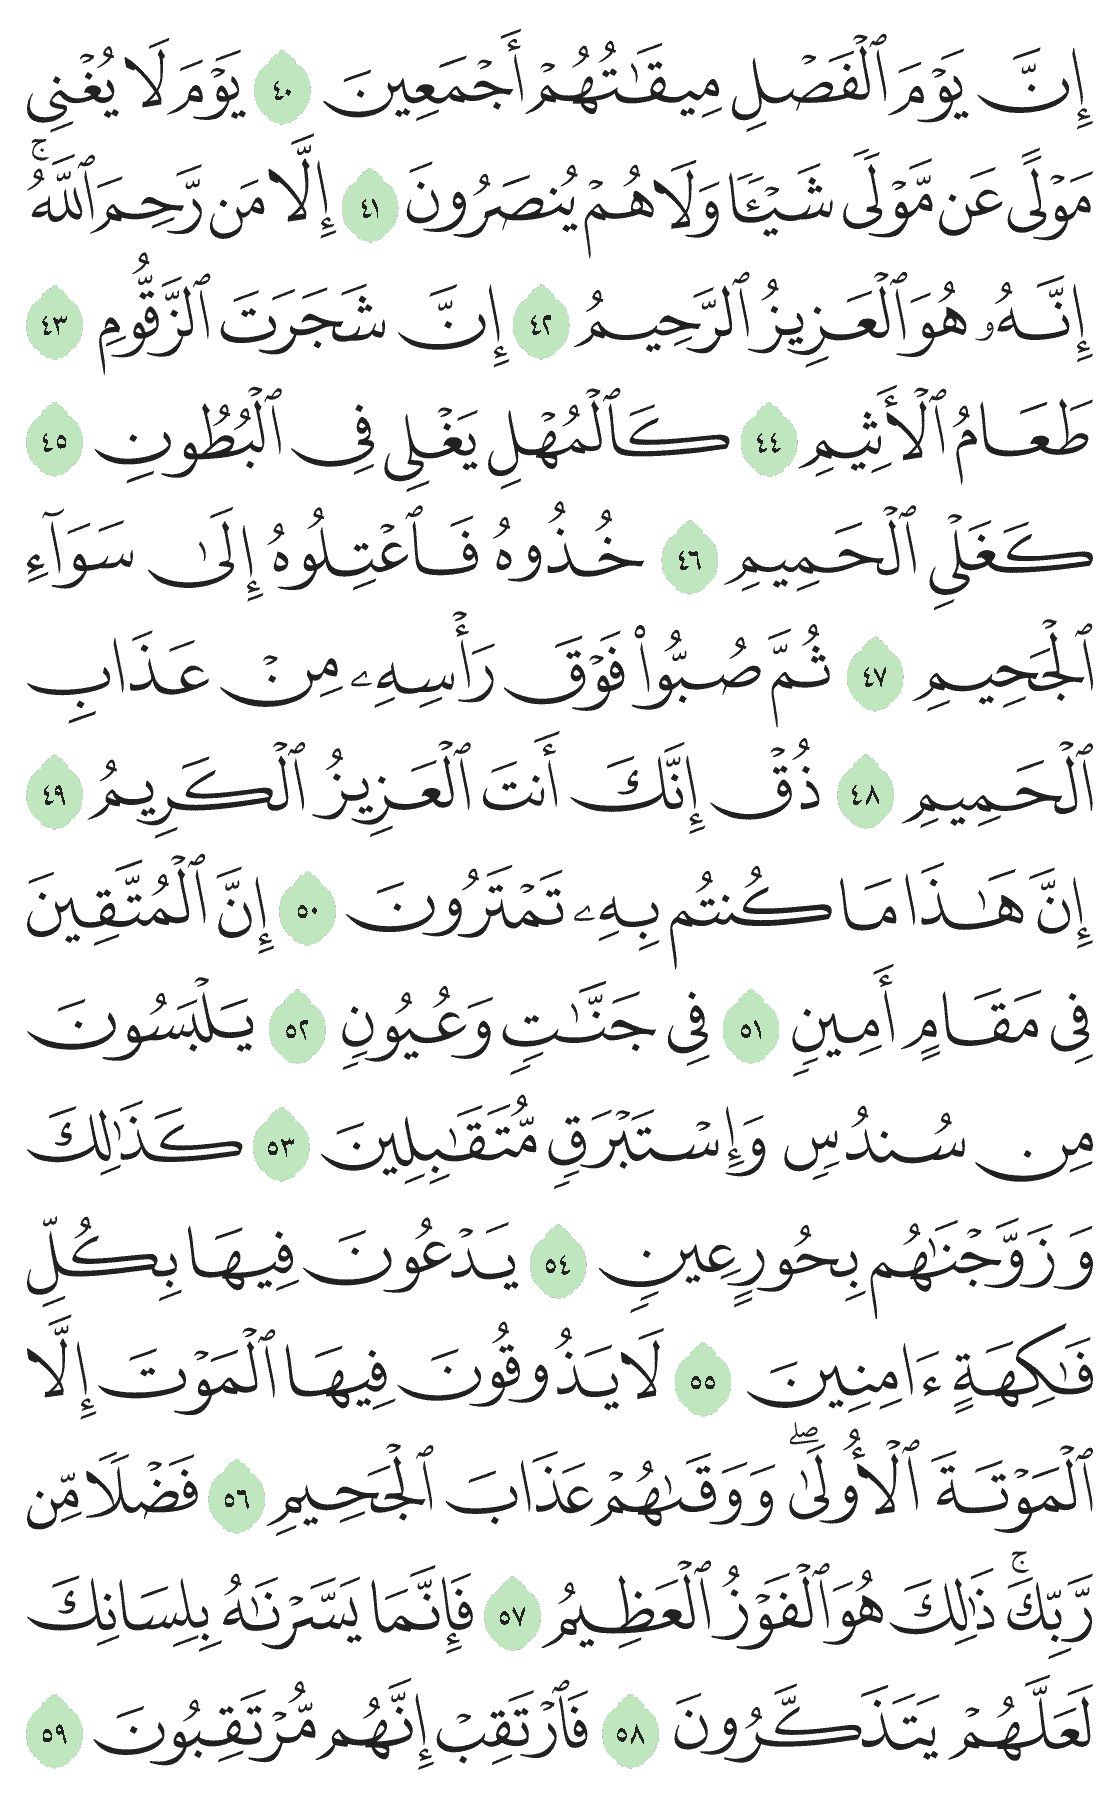 إِنَّ يَوْمَ ٱلْفَصْلِ مِيقَٰتُهُمْ أَجْمَعِينَ ٤٠ يَوْمَ لَا يُغْنِى
مَوْلًى عَن مَّوْلًى شَيْـًٔا وَلَا هُمْ يُنصَرُونَ ٤١ إِلَّا مَن رَّحِمَ ٱللَّهُ ۚ
إِنَّهُۥ هُوَ ٱلْعَزِيزُ ٱلرَّحِيمُ ٤٢ إِنَّ شَجَرَتَ ٱلزَّقُّومِ ٤٣
طَعَامُ ٱلْأَثِيمِ ٤٤ كَٱلْمُهْلِ يَغْلِى فِى ٱلْبُطُونِ ٤٥
كَغَلْىِ ٱلْحَمِيمِ ٤٦ خُذُوهُ فَٱعْتِلُوهُ إِلَىٰ سَوَآءِ
ٱلْجَحِيمِ ٤٧ ثُمَّ صُبُّوا۟ فَوْقَ رَأْسِهِۦ مِنْ عَذَابِ
ٱلْحَمِيمِ ٤٨ ذُقْ إِنَّكَ أَنتَ ٱلْعَزِيزُ ٱلْكَرِيمُ ٤٩
إِنَّ هَٰذَا مَا كُنتُم بِهِۦ تَمْتَرُونَ ٥٠ إِنَّ ٱلْمُتَّقِينَ
فِى مَقَامٍ أَمِينٍ ٥١ فِى جَنَّٰتٍ وَعُيُونٍ ٥٢ يَلْبَسُونَ
مِن سُندُسٍ وَإِسْتَبْرَقٍ مُّتَقَٰبِلِينَ ٥٣ كَذَٰلِكَ
وَزَوَّجْنَٰهُم بِحُورٍ عِينٍ ٥٤ يَدْعُونَ فِيهَا بِكُلِّ
فَٰكِهَةٍ ءَامِنِينَ ٥٥ لَا يَذُوقُونَ فِيهَا ٱلْمَوْتَ إِلَّا
ٱلْمَوْتَةَ ٱلْأُولَىٰ ۖ وَوَقَىٰهُمْ عَذَابَ ٱلْجَحِيمِ ٥٦ فَضْلًا مِّن
رَّبِّكَ ۚ ذَٰلِكَ هُوَ ٱلْفَوْزُ ٱلْعَظِيمُ ٥٧ فَإِنَّمَا يَسَّرْنَٰهُ بِلِسَانِكَ
لَعَلَّهُمْ يَتَذَكَّرُونَ ٥٨ فَٱرْتَقِبْ إِنَّهُم مُّرْتَقِبُونَ ٥٩